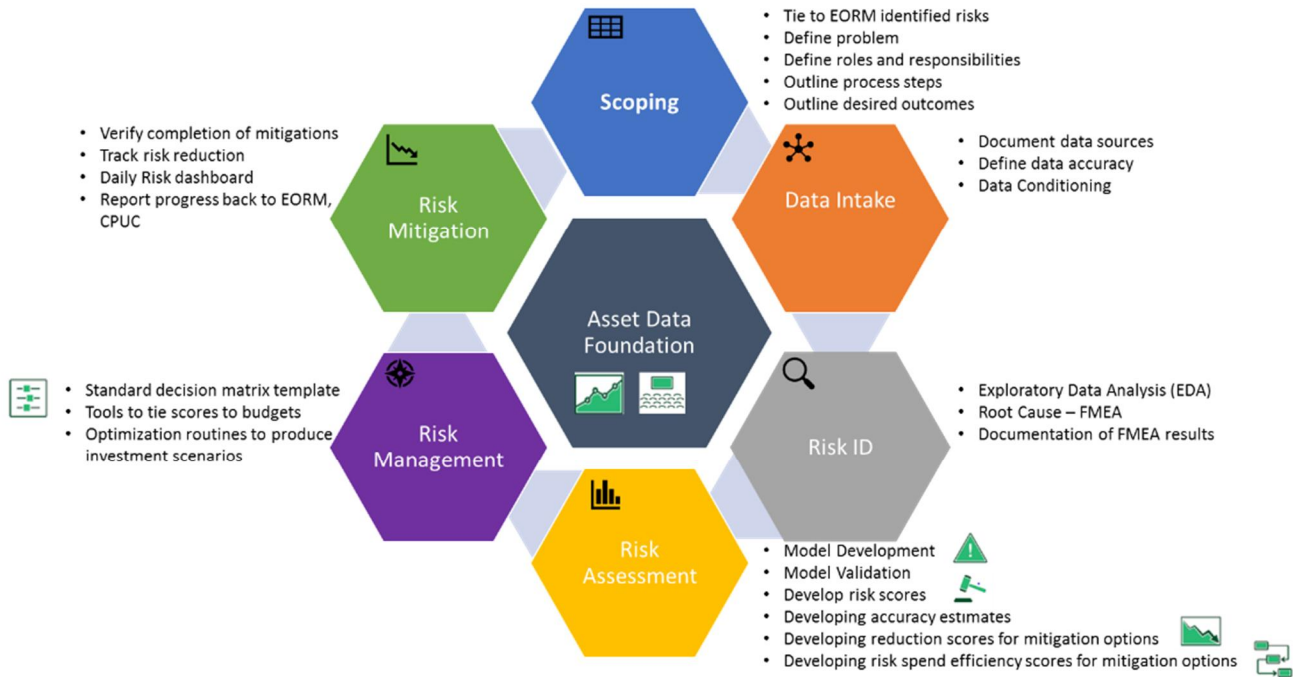 Scoping
• Tie to EORM identified risks
• Define problem
• Define roles and responsibilities
• Outline process steps
• Outline desired outcomes
Data Intake
• Document data sources
• Define data accuracy
• Data Conditioning
Risk ID
• Exploratory Data Analysis (EDA)
• Root Cause – FMEA
• Documentation of FMEA results
Risk
Assessment
• Model Development
• Model Validation
• Develop risk scores
• Developing accuracy estimates
• Developing reduction scores for mitigation options
• Developing risk spend efficiency scores for mitigation options
Risk
Management
• Standard decision matrix template
• Tools to tie scores to budgets
• Optimization routines to produce
investment scenarios
Risk
Mitigation
• Verify completion of mitigations
• Track risk reduction
• Daily Risk dashboard
• Report progress back to EORM,
CPUC
Asset Data
Foundation